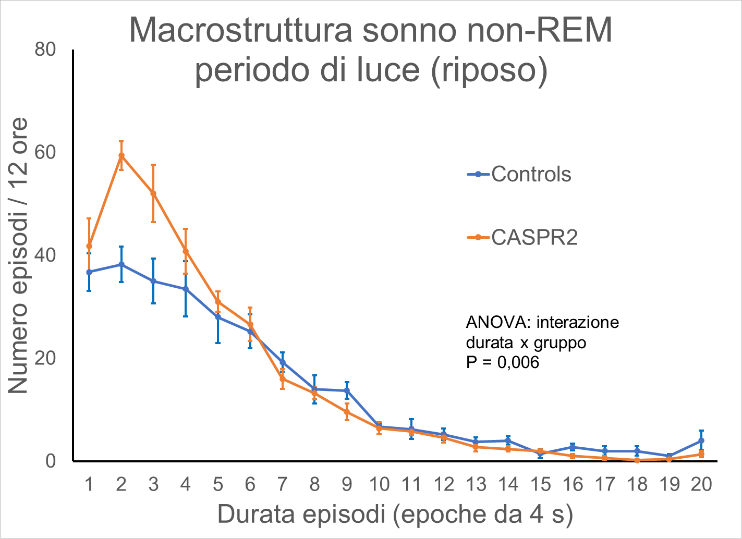 Macrostruttura sonno non-REM
periodo di luce (riposo)
80
60
40
20
0
Numero episodi / 12 ore
Controls
CASPR2
ANOVA: interazione
durata x gruppo
P = 0,006
1 2 3 4 5 6 7 8 9 10 11 12 13 14 15 16 17 18 19 20
Durata episodi (epoche da 4 s)